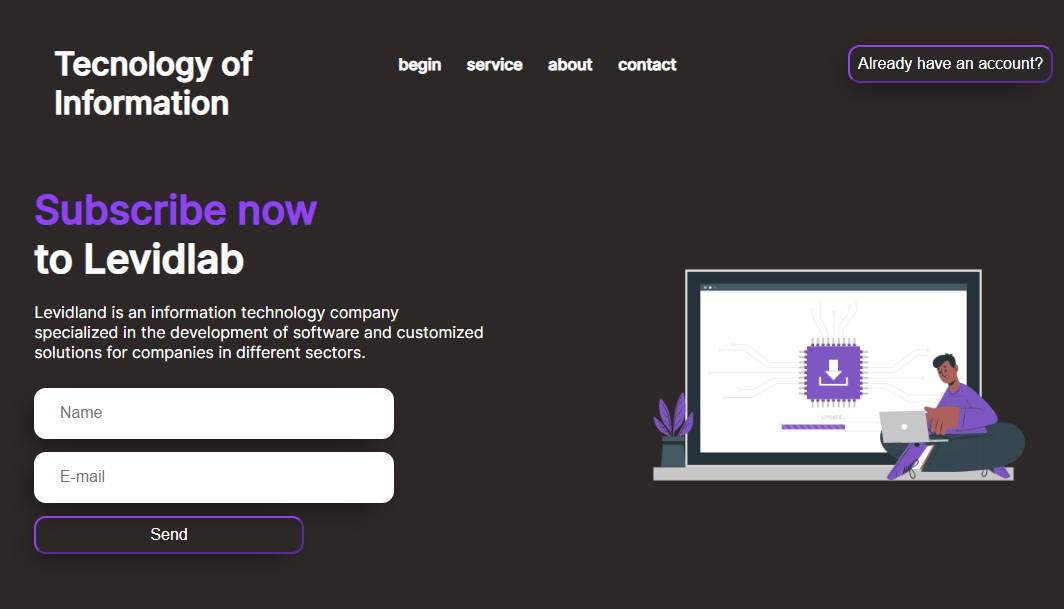 Tecnology of
Information
begin service about contact
Already have an account?
Subscribe now
to Levidlab
Levidland is an information technology company
specialized in the development of software and customized
solutions for companies in different sectors.
Name
E-mail
Send
UPDATE...